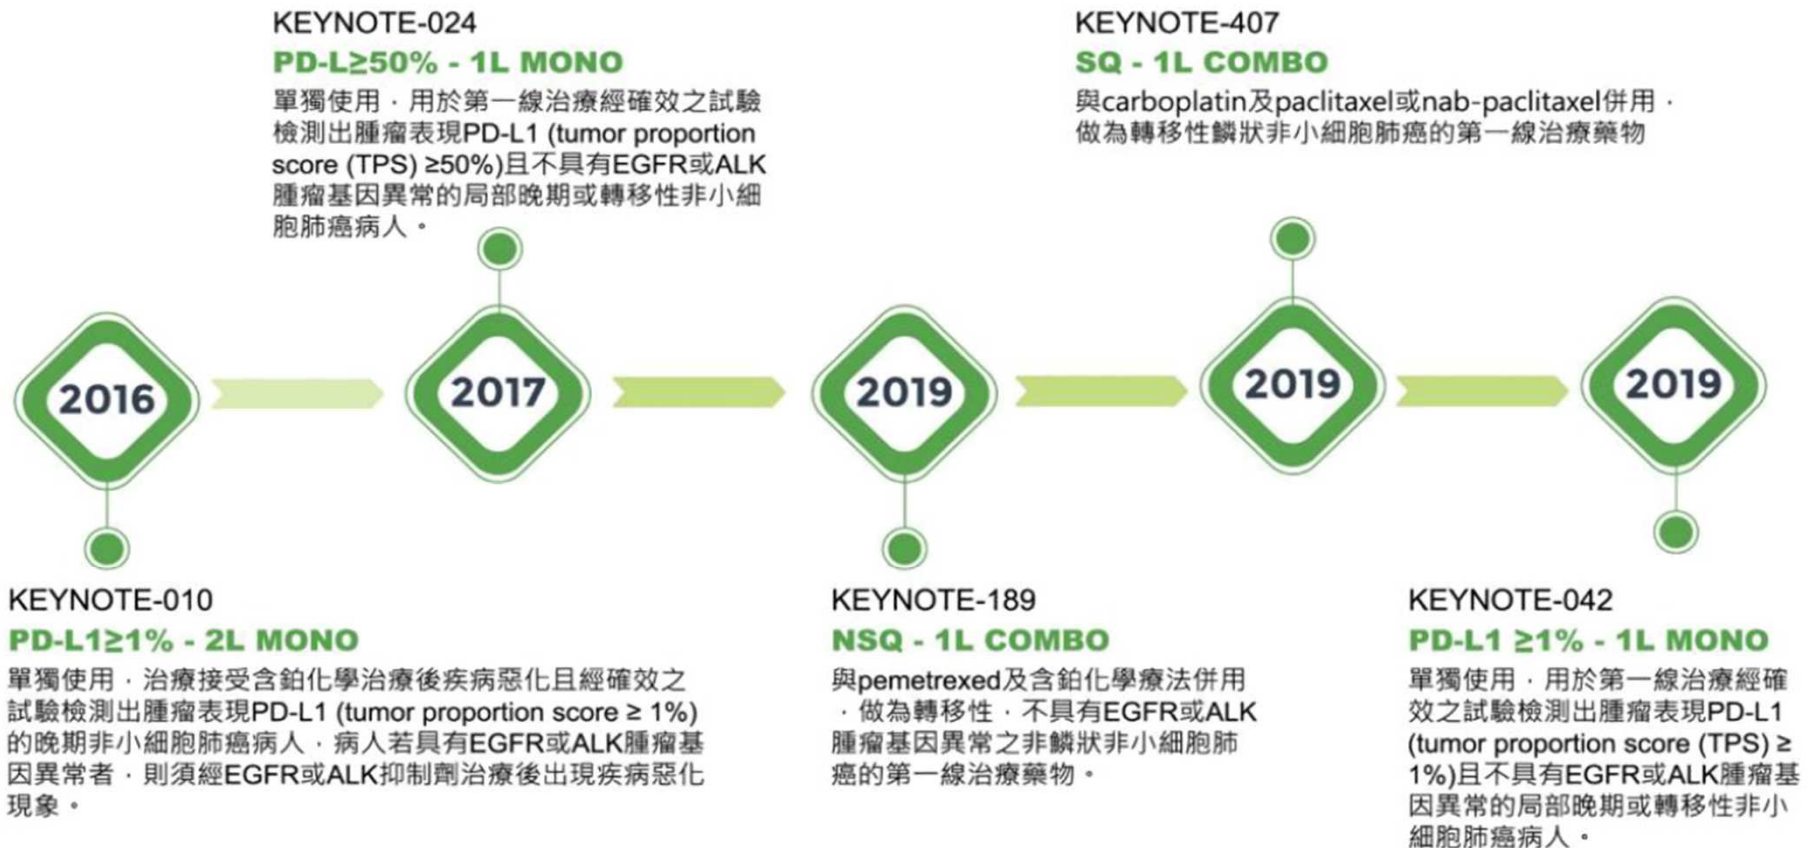 KEYNOTE-024
PD-L≥50% - 1L MONO
單獨使用，用於第一線治療經確效之試驗
檢測出腫瘤表現PD-L1 (tumor proportion
score (TPS) ≥50%)且不具有EGFR或ALK
腫瘤基因異常的局部晚期或轉移性非小細
胞肺癌病人。
KEYNOTE-407
SQ - 1L COMBO
與carboplatin及paclitaxel或nab-paclitaxel併用，
做為轉移性鱗狀非小細胞肺癌的第一線治療藥物
2016
2017
2019
2019
2019
KEYNOTE-010
PD-L1≥1% - 2L MONO
單獨使用，治療接受含鉑化學治療後疾病惡化且經確效之
試驗檢測出腫瘤表現PD-L1 (tumor proportion score ≥ 1%)
的晚期非小細胞肺癌病人，病人若具有EGFR或ALK腫瘤基
因異常者，則須經EGFR或ALK抑制劑治療後出現疾病惡化
現象。
KEYNOTE-189
NSQ - 1L COMBO
與pemetrexed及含鉑化學療法併用
，做為轉移性，不具有EGFR或ALK
腫瘤基因異常之非鱗狀非小細胞肺
癌的第一線治療藥物。
KEYNOTE-042
PD-L1 ≥1% - 1L MONO
單獨使用，用於第一線治療經確
效之試驗檢測出腫瘤表現PD-L1
(tumor proportion score (TPS) ≥
1%)且不具有EGFR或ALK腫瘤基
因異常的局部晚期或轉移性非小
細胞肺癌病人。